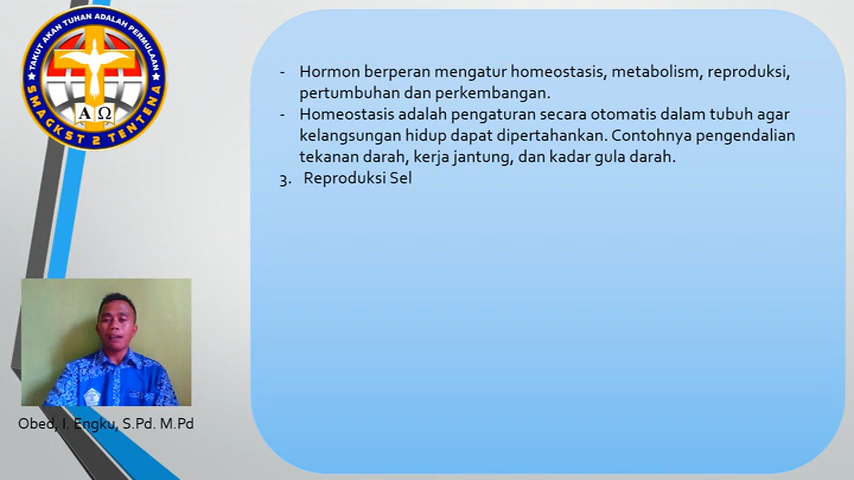 TAKUT AKAN TUHAN ADALAH PERMULAAN
Α Ω
SMAGKST 2 TENTENA
- Hormon berperan mengatur homeostasis, metabolism, reproduksi,
pertumbuhan dan perkembangan.
- Homeostasis adalah pengaturan secara otomatis dalam tubuh agar
kelangsungan hidup dapat dipertahankan. Contohnya pengendalian
tekanan darah, kerja jantung, dan kadar gula darah.
3. Reproduksi Sel
Obed, I. Engku, S.Pd. M.Pd